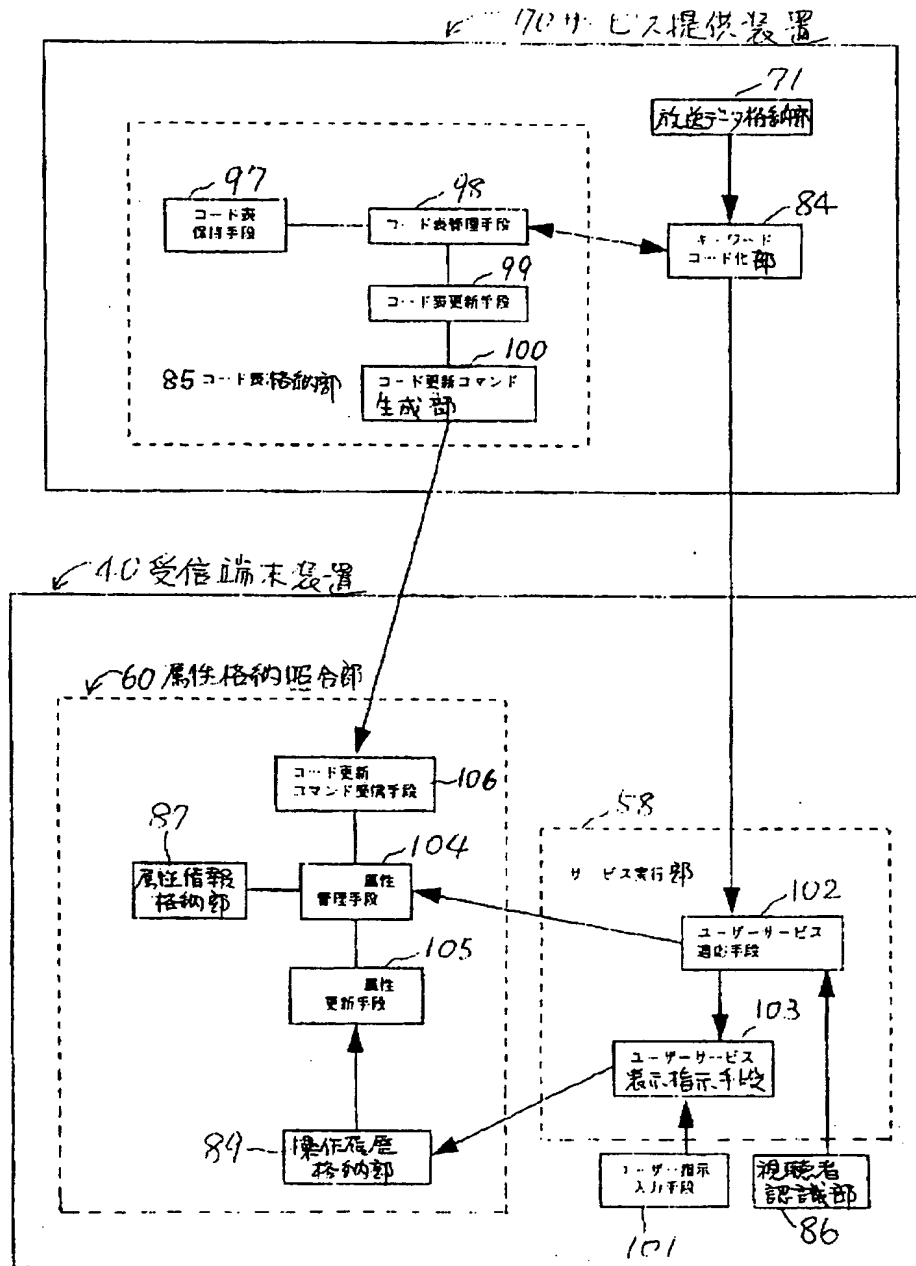 70サービス提供装置
71
放送データ格納部
97
コード表
保持手段
98
コード表管理手段
84
キーワード
コード化部
99
コード表更新手段
100
85コード表格納部
コード更新コマンド
生成部
40受信端末装置
60属性格納照合部
コード更新
コマンド受信手段
106
87
属性情報
格納部
104
属性
管理手段
58
サービス実行部
102
ユーザーサービス
適応手段
105
属性
更新手段
103
ユーザーサービス
表示指示手段
89
操作履歴
格納部
ユーザー指示
入力手段
101
視聴者
認識部
86